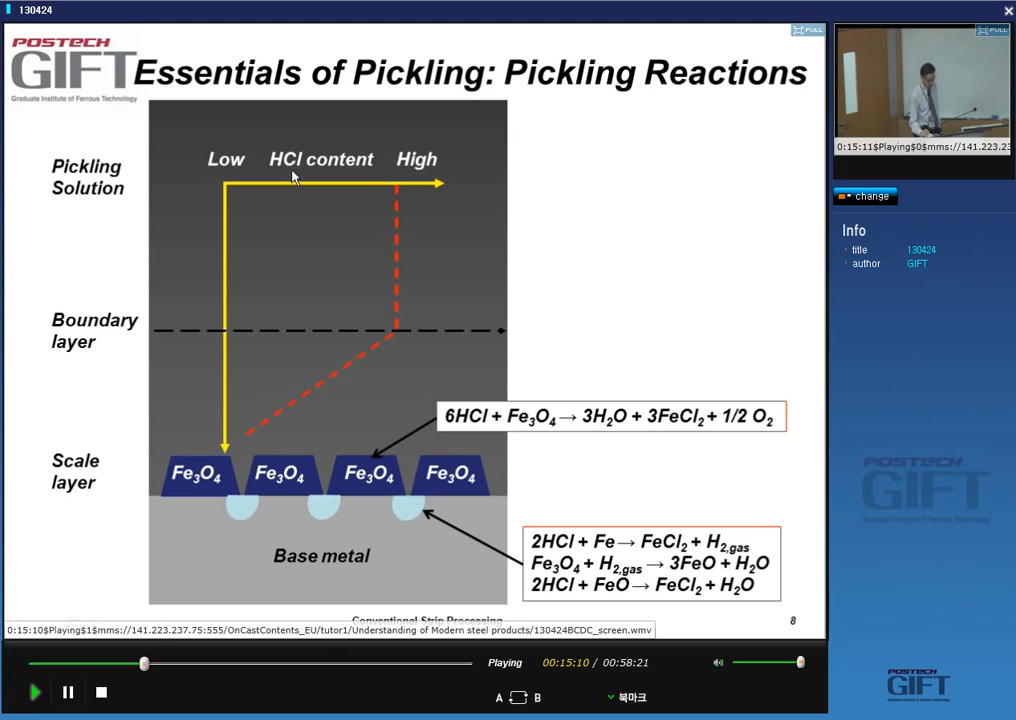 130424
POSTECH
GIFT
Graduate Institute of Ferrous Technology
Essentials of Pickling: Pickling Reactions
FULL
FULL
Pickling
Solution
Low HCl content High
Boundary
layer
6HCl + Fe₃O₄ → 3H₂O + 3FeCl₂ + 1/2 O₂
Scale
layer
Fe₃O₄ Fe₃O₄ Fe₃O₄ Fe₃O₄
Base metal
2HCl + Fe → FeCl₂ + H₂,gas
Fe₃O₄ + H₂,gas → 3FeO + H₂O
2HCl + FeO → FeCl₂ + H₂O
Conventional Strip Processing
8
0:15:10$Playing$1$mms://141.223.237.75:555/OnCastContents_EU/tutor1/Understanding of Modern steel products/130424BCDC_screen.wmv
0:15:11$Playing$0$mms://141.223.23
change
Info
title 130424
author GIFT
POSTECH
GIFT
Playing 00:15:10 / 00:58:21
A B
북마크
POSTECH
GIFT